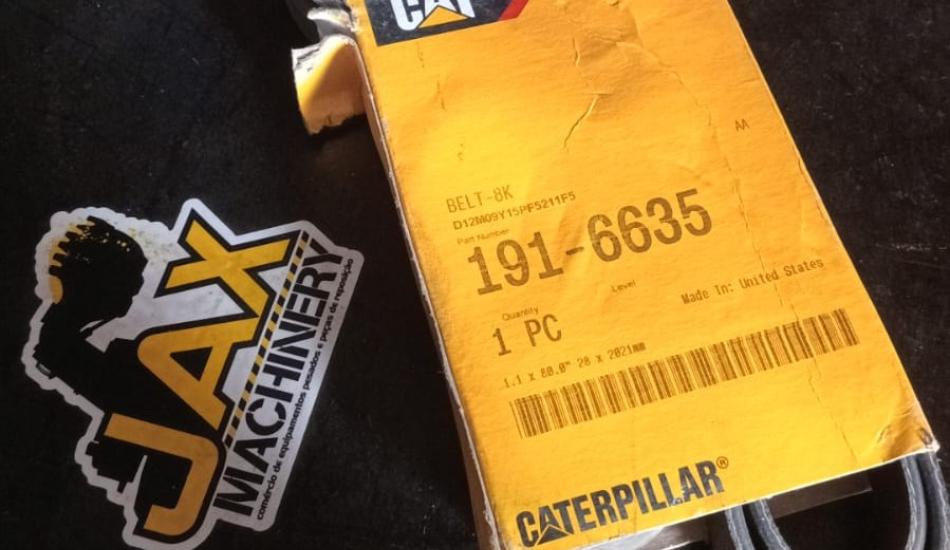 CAT
AA
BELT-8K
D12M09Y15PF5211F5
Part Number
191-6635
Level
Made In: United States
Quantity
1 PC
1.1 x 80.0" 28 x 2021mm
CATERPILLAR®
JAX
MACHINERY
comércio de equipamentos pesados e peças de reposição